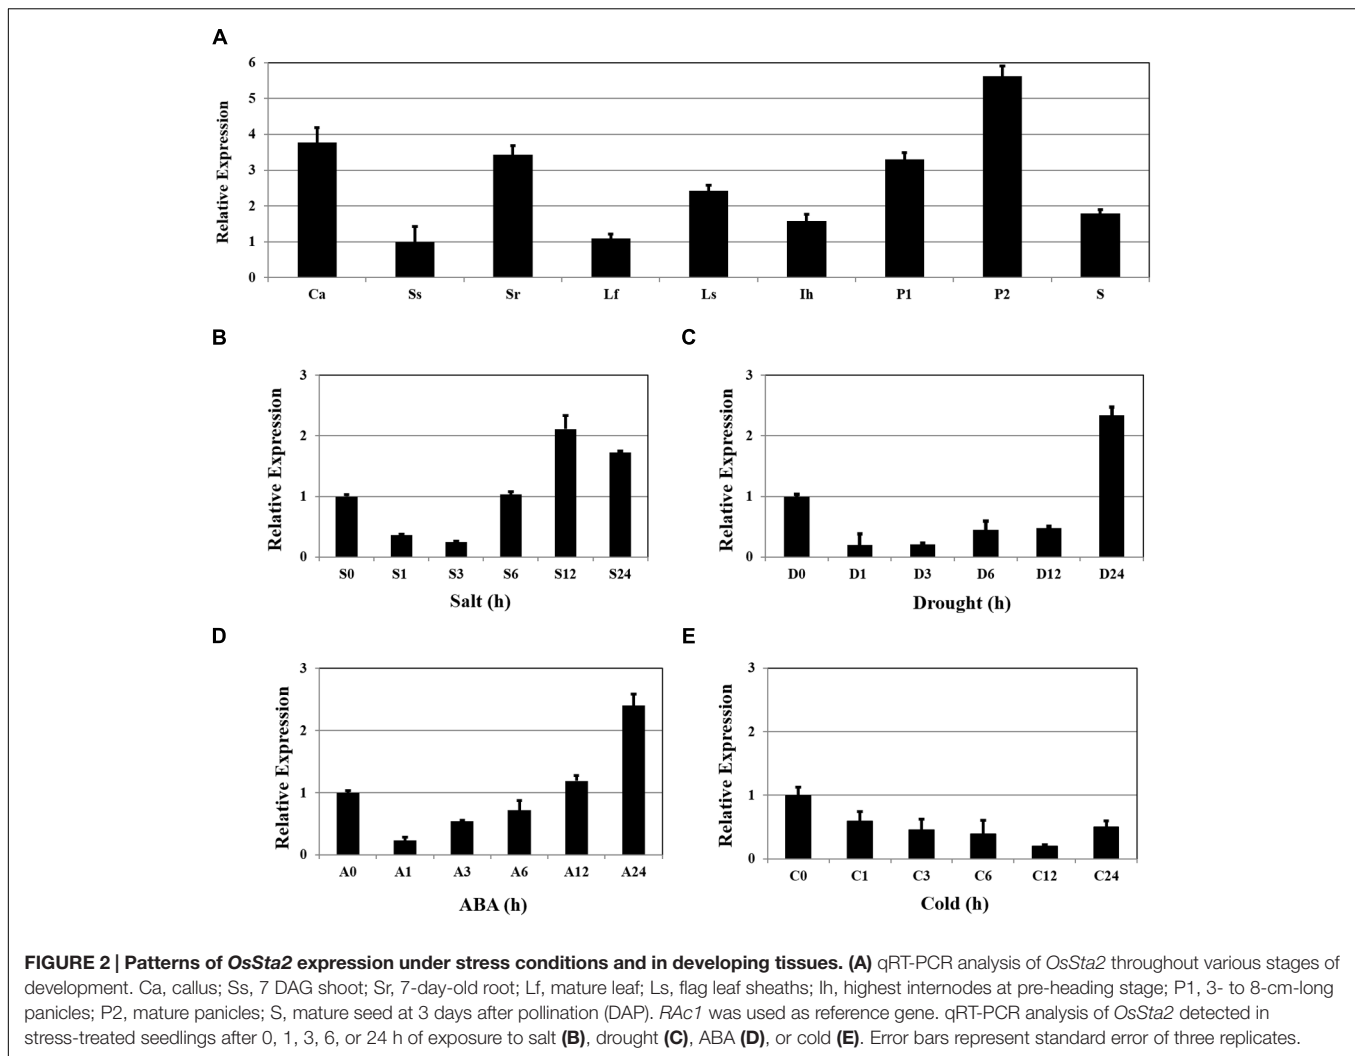 A
Relative Expression
6
5
4
3
2
1
0
Ca Ss Sr Lf Ls Ih P1 P2 S
B
Relative Expression
3
2
1
0
S0 S1 S3 S6 S12 S24
Salt (h)
C
Relative Expression
3
2
1
0
D0 D1 D3 D6 D12 D24
Drought (h)
D
Relative Expression
3
2
1
0
A0 A1 A3 A6 A12 A24
ABA (h)
E
Relative Expression
3
2
1
0
C0 C1 C3 C6 C12 C24
Cold (h)
FIGURE 2 | Patterns of OsSta2 expression under stress conditions and in developing tissues. (A) qRT-PCR analysis of OsSta2 throughout various stages of
development. Ca, callus; Ss, 7 DAG shoot; Sr, 7-day-old root; Lf, mature leaf; Ls, flag leaf sheaths; Ih, highest internodes at pre-heading stage; P1, 3- to 8-cm-long
panicles; P2, mature panicles; S, mature seed at 3 days after pollination (DAP). RAc1 was used as reference gene. qRT-PCR analysis of OsSta2 detected in
stress-treated seedlings after 0, 1, 3, 6, or 24 h of exposure to salt (B), drought (C), ABA (D), or cold (E). Error bars represent standard error of three replicates.